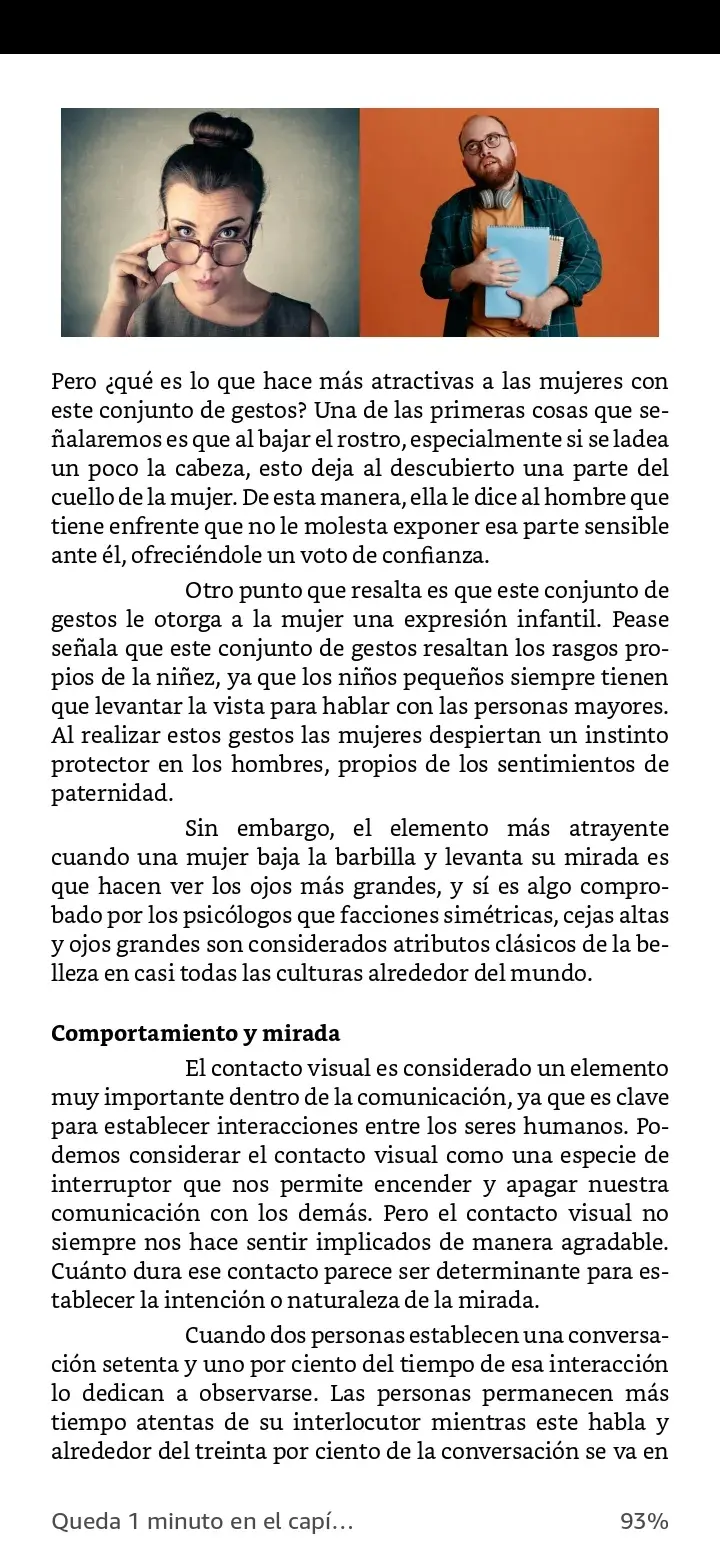 Pero ¿qué es lo que hace más atractivas a las mujeres con
este conjunto de gestos? Una de las primeras cosas que se-
ñalaremos es que al bajar el rostro, especialmente si se ladea
un poco la cabeza, esto deja al descubierto una parte del
cuello de la mujer. De esta manera, ella le dice al hombre que
tiene enfrente que no le molesta exponer esa parte sensible
ante él, ofreciéndole un voto de confianza.
Otro punto que resalta es que este conjunto de
gestos le otorga a la mujer una expresión infantil. Pease
señala que este conjunto de gestos resaltan los rasgos pro-
pios de la niñez, ya que los niños pequeños siempre tienen
que levantar la vista para hablar con las personas mayores.
Al realizar estos gestos las mujeres despiertan un instinto
protector en los hombres, propios de los sentimientos de
paternidad.
Sin embargo, el elemento más atrayente
cuando una mujer baja la barbilla y levanta su mirada es
que hacen ver los ojos más grandes, y sí es algo compro-
bado por los psicólogos que facciones simétricas, cejas altas
y ojos grandes son considerados atributos clásicos de la be-
lleza en casi todas las culturas alrededor del mundo.
Comportamiento y mirada
El contacto visual es considerado un elemento
muy importante dentro de la comunicación, ya que es clave
para establecer interacciones entre los seres humanos. Po-
demos considerar el contacto visual como una especie de
interruptor que nos permite encender y apagar nuestra
comunicación con los demás. Pero el contacto visual no
siempre nos hace sentir implicados de manera agradable.
Cuánto dura ese contacto parece ser determinante para es-
tablecer la intención o naturaleza de la mirada.
Cuando dos personas establecen una conversa-
ción setenta y uno por ciento del tiempo de esa interacción
lo dedican a observarse. Las personas permanecen más
tiempo atentas de su interlocutor mientras este habla y
alrededor del treinta por ciento de la conversación se va en
Queda 1 minuto en el capí...
93%